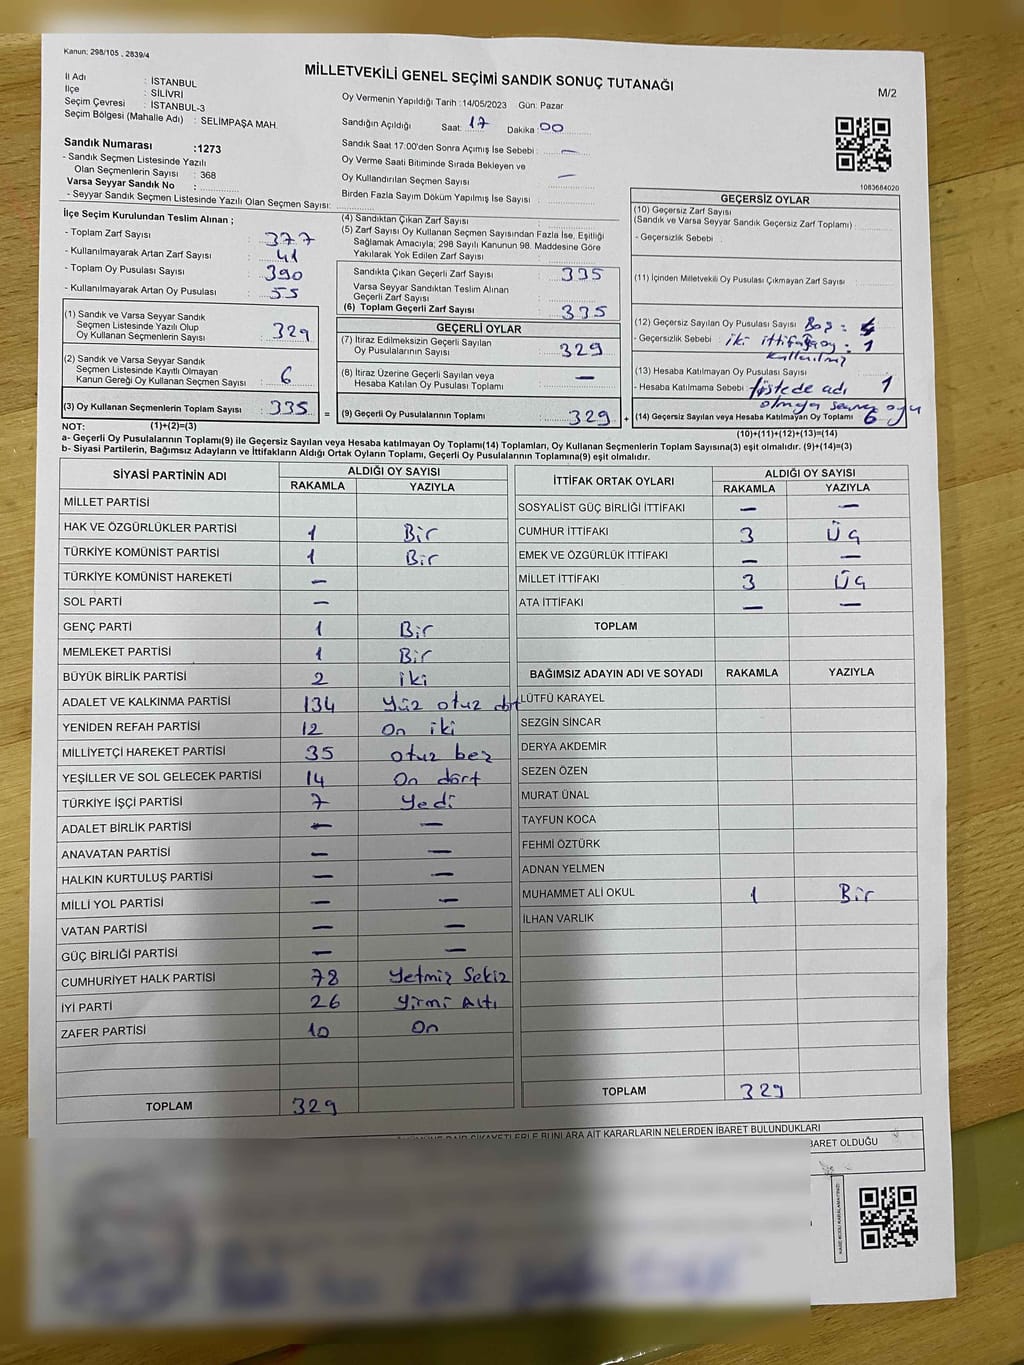 Kanun: 298/105 , 2839/4
MİLLETVEKİLİ GENEL SEÇİMİ SANDIK SONUÇ TUTANAĞI
M/2
İl Adı : İSTANBUL
İlçe : SİLİVRİ
Seçim Çevresi : İSTANBUL-3
Seçim Bölgesi (Mahalle Adı) : SELİMPAŞA MAH.
Oy Vermenin Yapıldığı Tarih :14/05/2023 Gün: Pazar
Sandığın Açıldığı Saat: 17 Dakika: 00
Sandık Saat 17:00'den Sonra Açımış İse Sebebi : —
Oy Verme Saati Bitiminde Sırada Bekleyen ve
Oy Kullandırılan Seçmen Sayısı : —
Birden Fazla Sayım Döküm Yapılmış İse Sayısı :
1083684020
Sandık Numarası :1273
- Sandık Seçmen Listesinde Yazılı
Olan Seçmenlerin Sayısı : 368
Varsa Seyyar Sandık No :
- Seyyar Sandık Seçmen Listesinde Yazılı Olan Seçmen Sayısı:
İlçe Seçim Kurulundan Teslim Alınan ;
- Toplam Zarf Sayısı : 377
- Kullanılmayarak Artan Zarf Sayısı : 41
- Toplam Oy Pusulası Sayısı : 390
- Kullanılmayarak Artan Oy Pusulası : 55
(1) Sandık ve Varsa Seyyar Sandık
Seçmen Listesinde Yazılı Olup
Oy Kullanan Seçmenlerin Sayısı : 329
(2) Sandık ve Varsa Seyyar Sandık
Seçmen Listesinde Kayıtlı Olmayan
Kanun Gereği Oy Kullanan Seçmen Sayısı : 6
(3) Oy Kullanan Seçmenlerin Toplam Sayısı : 335 =
(4) Sandıktan Çıkan Zarf Sayısı :
(5) Zarf Sayısı Oy Kullanan Seçmen Sayısından Fazla İse, Eşitliği
Sağlamak Amacıyla; 298 Sayılı Kanunun 98. Maddesine Göre
Yakılarak Yok Edilen Zarf Sayısı :
Sandıkta Çıkan Geçerli Zarf Sayısı : 335
Varsa Seyyar Sandıktan Teslim Alınan
Geçerli Zarf Sayısı :
(6) Toplam Geçerli Zarf Sayısı : 335
GEÇERLİ OYLAR
(7) İtiraz Edilmeksizin Geçerli Sayılan
Oy Pusulalarının Sayısı : 329
(8) İtiraz Üzerine Geçerli Sayılan veya
Hesaba Katılan Oy Pusulası Toplamı : —
(9) Geçerli Oy Pusulalarının Toplamı : 329 +
GEÇERSİZ OYLAR
(10) Geçersiz Zarf Sayısı
(Sandık ve Varsa Seyyar Sandık Geçersiz Zarf Toplamı) :
- Geçersizlik Sebebi :
(11) İçinden Milletvekili Oy Pusulası Çıkmayan Zarf Sayısı :
(12) Geçersiz Sayılan Oy Pusulası Sayısı : Boş :
- Geçersizlik Sebebi : iki ittifağa oy : 1
kullanılmış
(13) Hesaba Katılmayan Oy Pusulası Sayısı : 1
- Hesaba Katılmama Sebebi : listede adı
(14) Geçersiz Sayılan veya Hesaba Katılmayan Oy Toplamı : 6
NOT: (1)+(2)=(3)
(10)+(11)+(12)+(13)=(14)
a- Geçerli Oy Pusulalarının Toplamı(9) ile Geçersiz Sayılan veya Hesaba katılmayan Oy Toplamı(14) Toplamları, Oy Kullanan Seçmenlerin Toplam Sayısına(3) eşit olmalıdır. (9)+(14)=(3)
b- Siyasi Partilerin, Bağımsız Adayların ve İttifakların Aldığı Ortak Oyların Toplamı, Geçerli Oy Pusulalarının Toplamına(9) eşit olmalıdır.
SİYASİ PARTİNİN ADI ALDIĞI OY SAYISI
RAKAMLA YAZIYLA
MİLLET PARTİSİ
HAK VE ÖZGÜRLÜKLER PARTİSİ 1 Bir
TÜRKİYE KOMÜNİST PARTİSİ 1 Bir
TÜRKİYE KOMÜNİST HAREKETİ —
SOL PARTİ —
GENÇ PARTİ 1 Bir
MEMLEKET PARTİSİ 1 Bir
BÜYÜK BİRLİK PARTİSİ 2 iki
ADALET VE KALKINMA PARTİSİ 134 Yüz otuz dört
YENİDEN REFAH PARTİSİ 12 On iki
MİLLİYETÇİ HAREKET PARTİSİ 35 otuz beş
YEŞİLLER VE SOL GELECEK PARTİSİ 14 On dört
TÜRKİYE İŞÇİ PARTİSİ 7 Yedi
ADALET BİRLİK PARTİSİ — —
ANAVATAN PARTİSİ — —
HALKIN KURTULUŞ PARTİSİ — —
MİLLİ YOL PARTİSİ — —
VATAN PARTİSİ — —
GÜÇ BİRLİĞİ PARTİSİ — —
CUMHURİYET HALK PARTİSİ 78 Yetmiş Sekiz
İYİ PARTİ 26 Yirmi Altı
ZAFER PARTİSİ 10 On
TOPLAM 329
İTTİFAK ORTAK OYLARI ALDIĞI OY SAYISI
RAKAMLA YAZIYLA
SOSYALİST GÜÇ BİRLİĞİ İTTİFAKI — —
CUMHUR İTTİFAKI 3 Üç
EMEK VE ÖZGÜRLÜK İTTİFAKI — —
MİLLET İTTİFAKI 3 Üç
ATA İTTİFAKI — —
TOPLAM
BAĞIMSIZ ADAYIN ADI VE SOYADI RAKAMLA YAZIYLA
LÜTFÜ KARAYEL
SEZGİN SİNCAR
DERYA AKDEMİR
SEZEN ÖZEN
MURAT ÜNAL
TAYFUN KOCA
FEHMİ ÖZTÜRK
ADNAN YELMEN
MUHAMMET ALİ OKUL 1 Bir
İLHAN VARLIK
TOPLAM 329
ŞİKAYETLERLE BUNLARA AİT KARARLARIN NELERDEN İBARET BULUNDUKLARI
BARET OLDUĞU